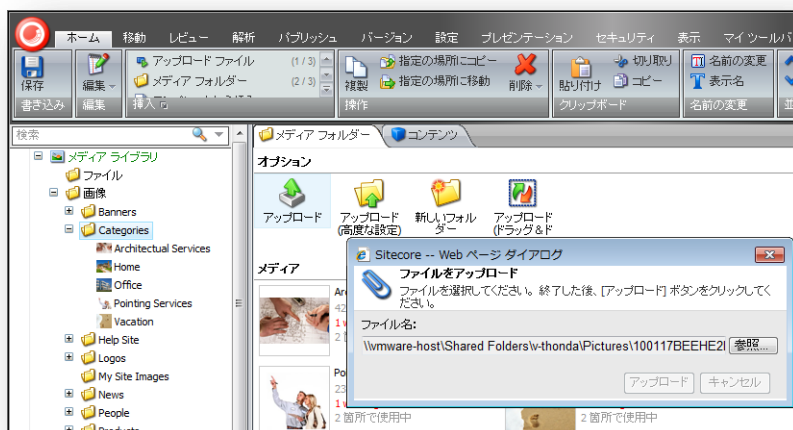 ホーム 移動 レビュー 解析 パブリッシュ バージョン 設定 プレゼンテーション セキュリティ 表示 マイ ツールバ
アップロード ファイル (1 / 3)
メディア フォルダー (2 / 3)
指定の場所にコピー
指定の場所に移動
切り取り
コピー
名前の変更
表示名
保存 編集 複製 削除 貼り付け
書き込み 編集 挿入 操作 クリップボード 名前の変更
検索
メディア フォルダー コンテンツ
メディア ライブラリ
ファイル
画像
Banners
Categories
Architectual Services
Home
Office
Pointing Services
Vacation
Help Site
Logos
My Site Images
News
People
Products
オプション
アップロード
アップロード
(高度な設定)
新しいフォル
ダー
アップロード
(ドラッグ&ド
メディア
Sitecore -- Web ページ ダイアログ
ファイルをアップロード
ファイルを選択してください。終了した後、[アップロード] ボタンをクリックしてく
ださい。
ファイル名:
\\vmware-host\Shared Folders\v-thonda\Pictures\100117BEEHE2 参照...
アップロード キャンセル
2 箇所で使用中 2 箇所で使用中